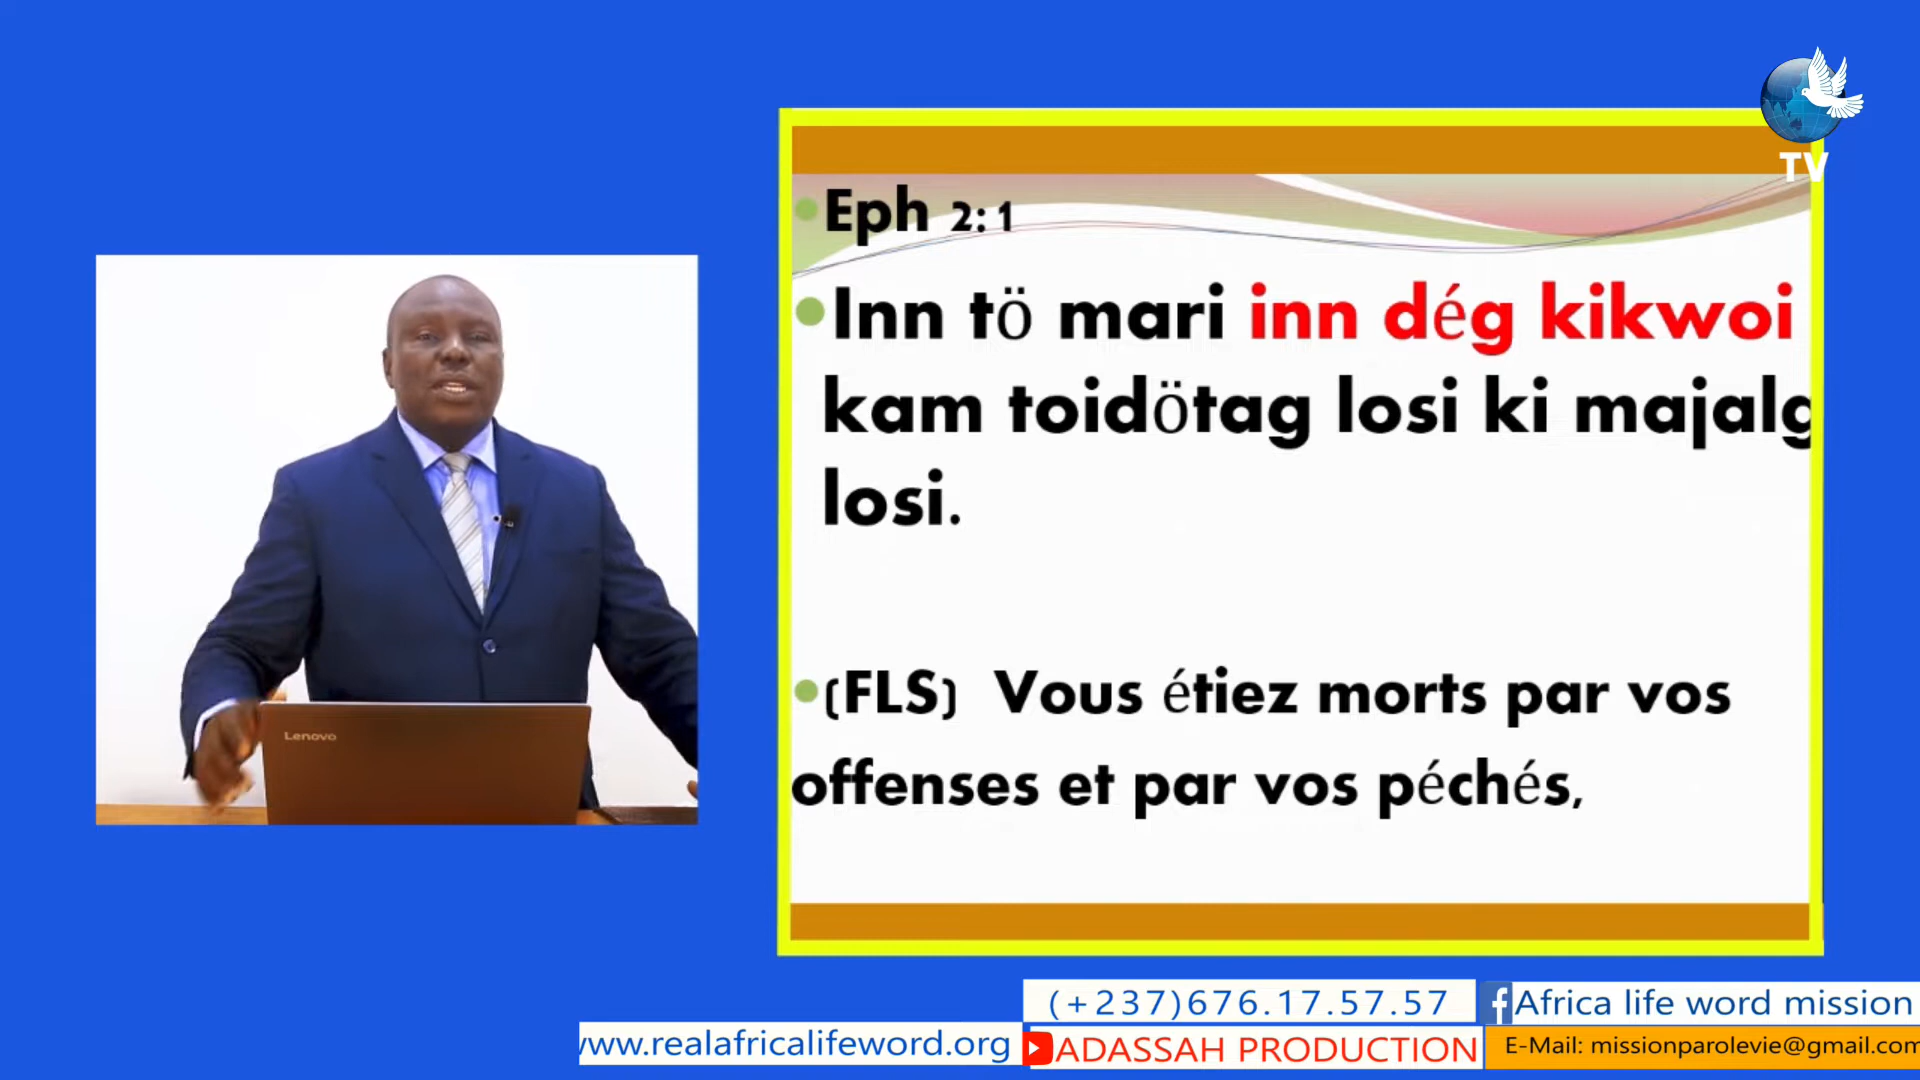 TV
Eph 2:1
Inn tö mari inn dég kikwoi
kam toidötag losi ki majalg
losi.
(FLS) Vous étiez morts par vos
offenses et par vos péchés,
Lenovo
(+237)676.17.57.57
Africa life word mission
www.realafricalifeword.org
ADASSAH PRODUCTION
E-Mail: missionparolevie@gmail.com